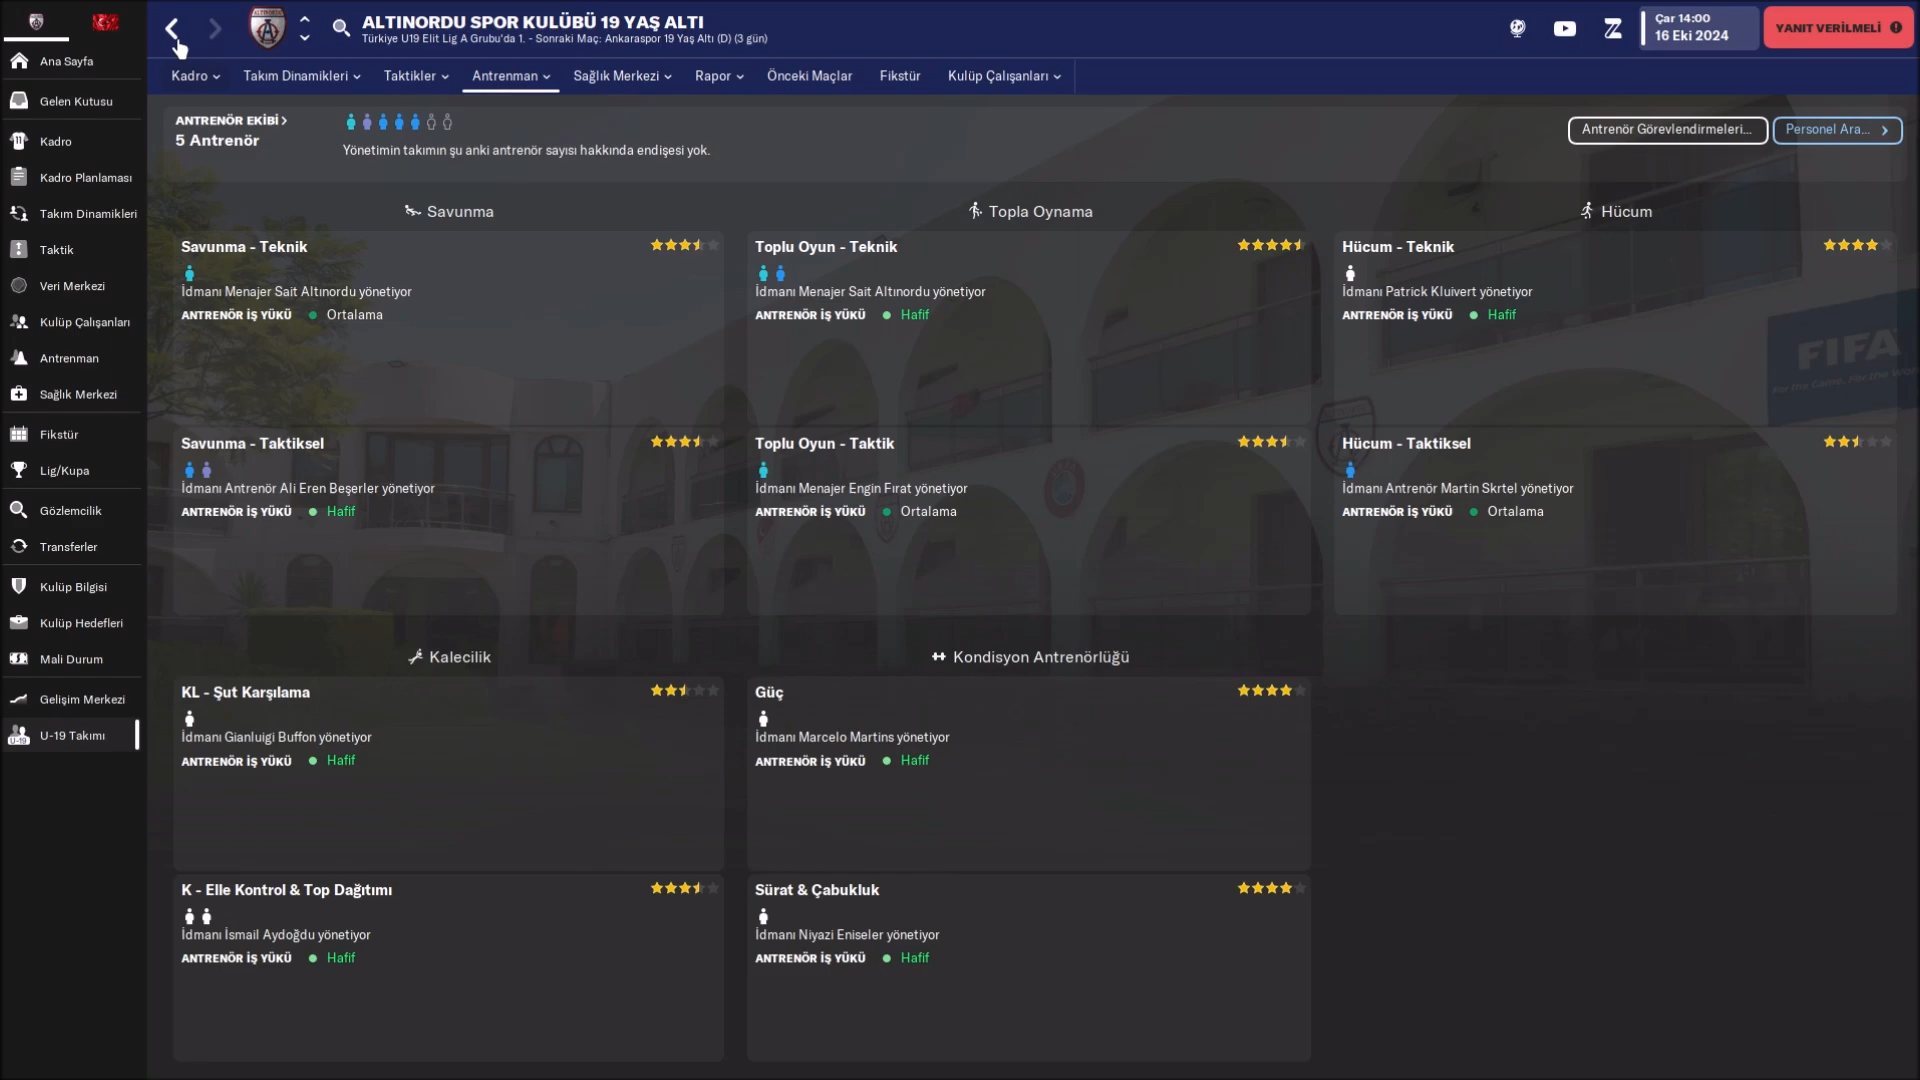 ALTINORDU SPOR KULÜBÜ 19 YAŞ ALTI
Türkiye U19 Elit Lig A Grubu'da 1. - Sonraki Maç: Ankaraspor 19 Yaş Altı (D) (3 gün)
Çar 14:00
16 Eki 2024
YANIT VERİLMELİ
Kadro
Takım Dinamikleri
Taktikler
Antrenman
Sağlık Merkezi
Rapor
Önceki Maçlar
Fikstür
Kulüp Çalışanları
Ana Sayfa
Gelen Kutusu
Kadro
Kadro Planlaması
Takım Dinamikleri
Taktik
Veri Merkezi
Kulüp Çalışanları
Antrenman
Sağlık Merkezi
Fikstür
Lig/Kupa
Gözlemcilik
Transferler
Kulüp Bilgisi
Kulüp Hedefleri
Mali Durum
Gelişim Merkezi
U-19 Takımı
ANTRENÖR EKİBİ
5 Antrenör
Yönetimin takımın şu anki antrenör sayısı hakkında endişesi yok.
Antrenör Görevlendirmeleri...
Personel Ara...
Savunma
Savunma - Teknik
İdmanı Menajer Sait Altınordu yönetiyor
ANTRENÖR İŞ YÜKÜ Ortalama
Savunma - Taktiksel
İdmanı Antrenör Ali Eren Beşerler yönetiyor
ANTRENÖR İŞ YÜKÜ Hafif
Topla Oynama
Toplu Oyun - Teknik
İdmanı Menajer Sait Altınordu yönetiyor
ANTRENÖR İŞ YÜKÜ Hafif
Toplu Oyun - Taktik
İdmanı Menajer Engin Fırat yönetiyor
ANTRENÖR İŞ YÜKÜ Ortalama
Hücum
Hücum - Teknik
İdmanı Patrick Kluivert yönetiyor
ANTRENÖR İŞ YÜKÜ Hafif
Hücum - Taktiksel
İdmanı Antrenör Martin Skrtel yönetiyor
ANTRENÖR İŞ YÜKÜ Ortalama
FIFA
Kalecilik
KL - Şut Karşılama
İdmanı Gianluigi Buffon yönetiyor
ANTRENÖR İŞ YÜKÜ Hafif
K - Elle Kontrol & Top Dağıtımı
İdmanı İsmail Aydoğdu yönetiyor
ANTRENÖR İŞ YÜKÜ Hafif
Kondisyon Antrenörlüğü
Güç
İdmanı Marcelo Martins yönetiyor
ANTRENÖR İŞ YÜKÜ Hafif
Sürat & Çabukluk
İdmanı Niyazi Eniseler yönetiyor
ANTRENÖR İŞ YÜKÜ Hafif